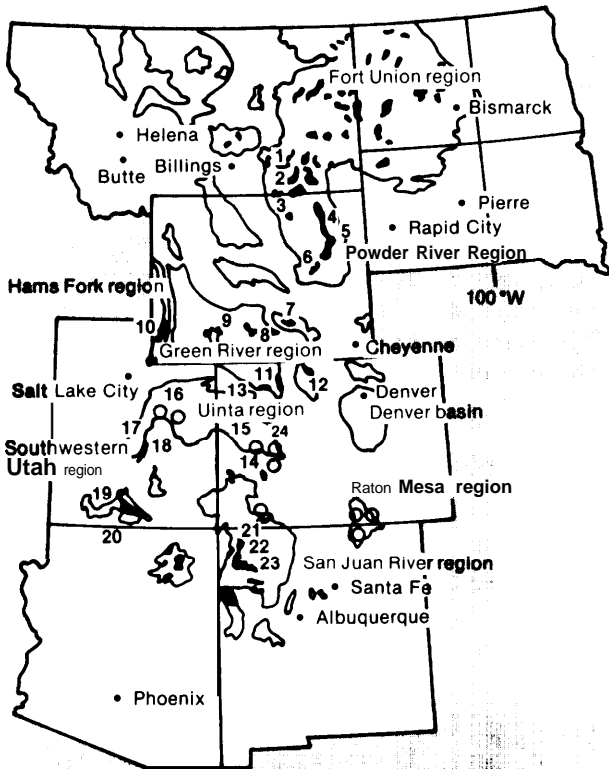 Fort Union region
Bismarck
Helena
1
Butte
Billings
2
3
Pierre
4
Rapid City
5
Powder River Region
6
Hams Fork region
100 °W
7
10
9
8
Green River region
Cheyenne
11
12
Salt Lake City
13
16
Denver
Uinta region
Denver basin
17
15
24
Southwestern
18
14
Utah region
19
Raton Mesa region
20
21
22
San Juan River region
23
Santa Fe
Albuquerque
Phoenix